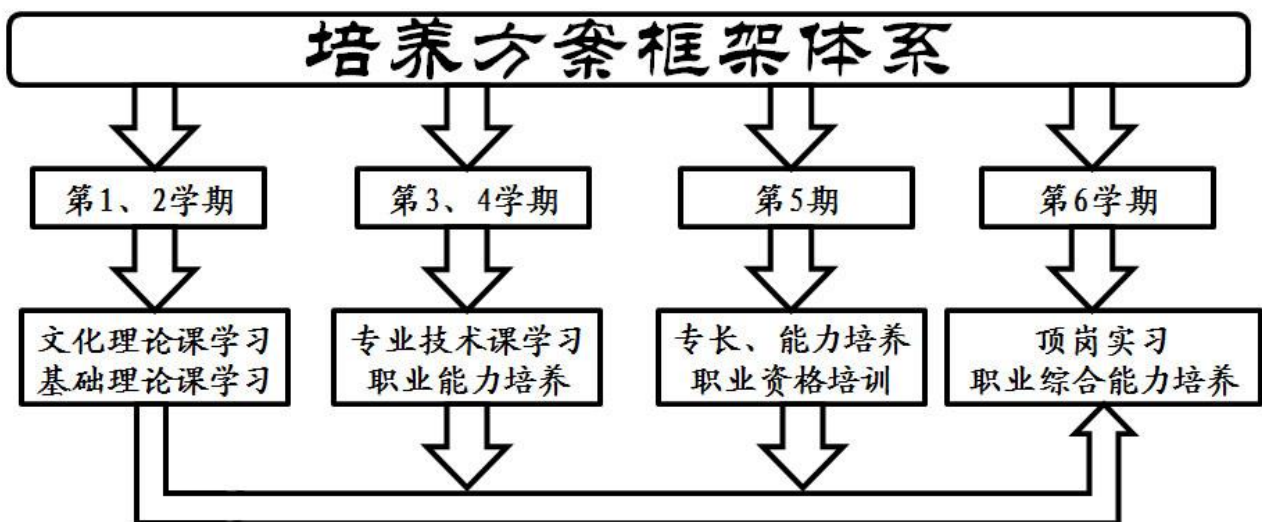 培养方案框架体系
第1、2学期
第3、4学期
第5期
第6学期
文化理论课学习
基础理论课学习
专业技术课学习
职业能力培养
专长、能力培养
职业资格培训
顶岗实习
职业综合能力培养